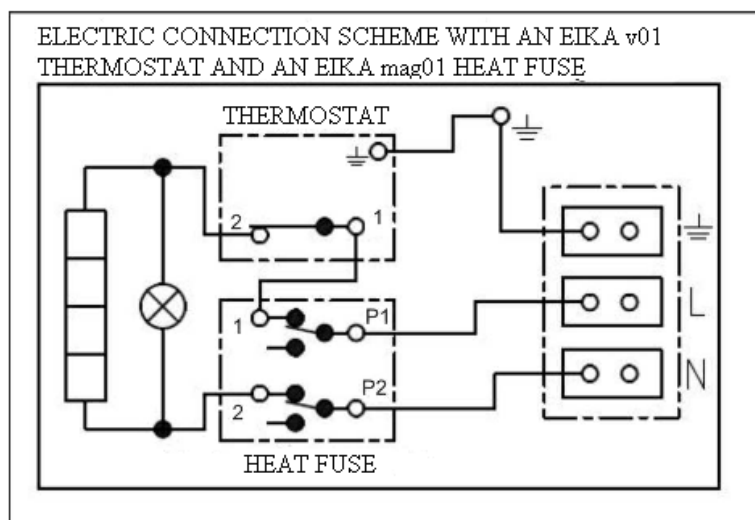 ELECTRIC CONNECTION SCHEME WITH AN EIKA v01
THERMOSTAT AND AN EIKA mag01 HEAT FUSE
THERMOSTAT
2
1
1
P1
L
2
P2
N
HEAT FUSE